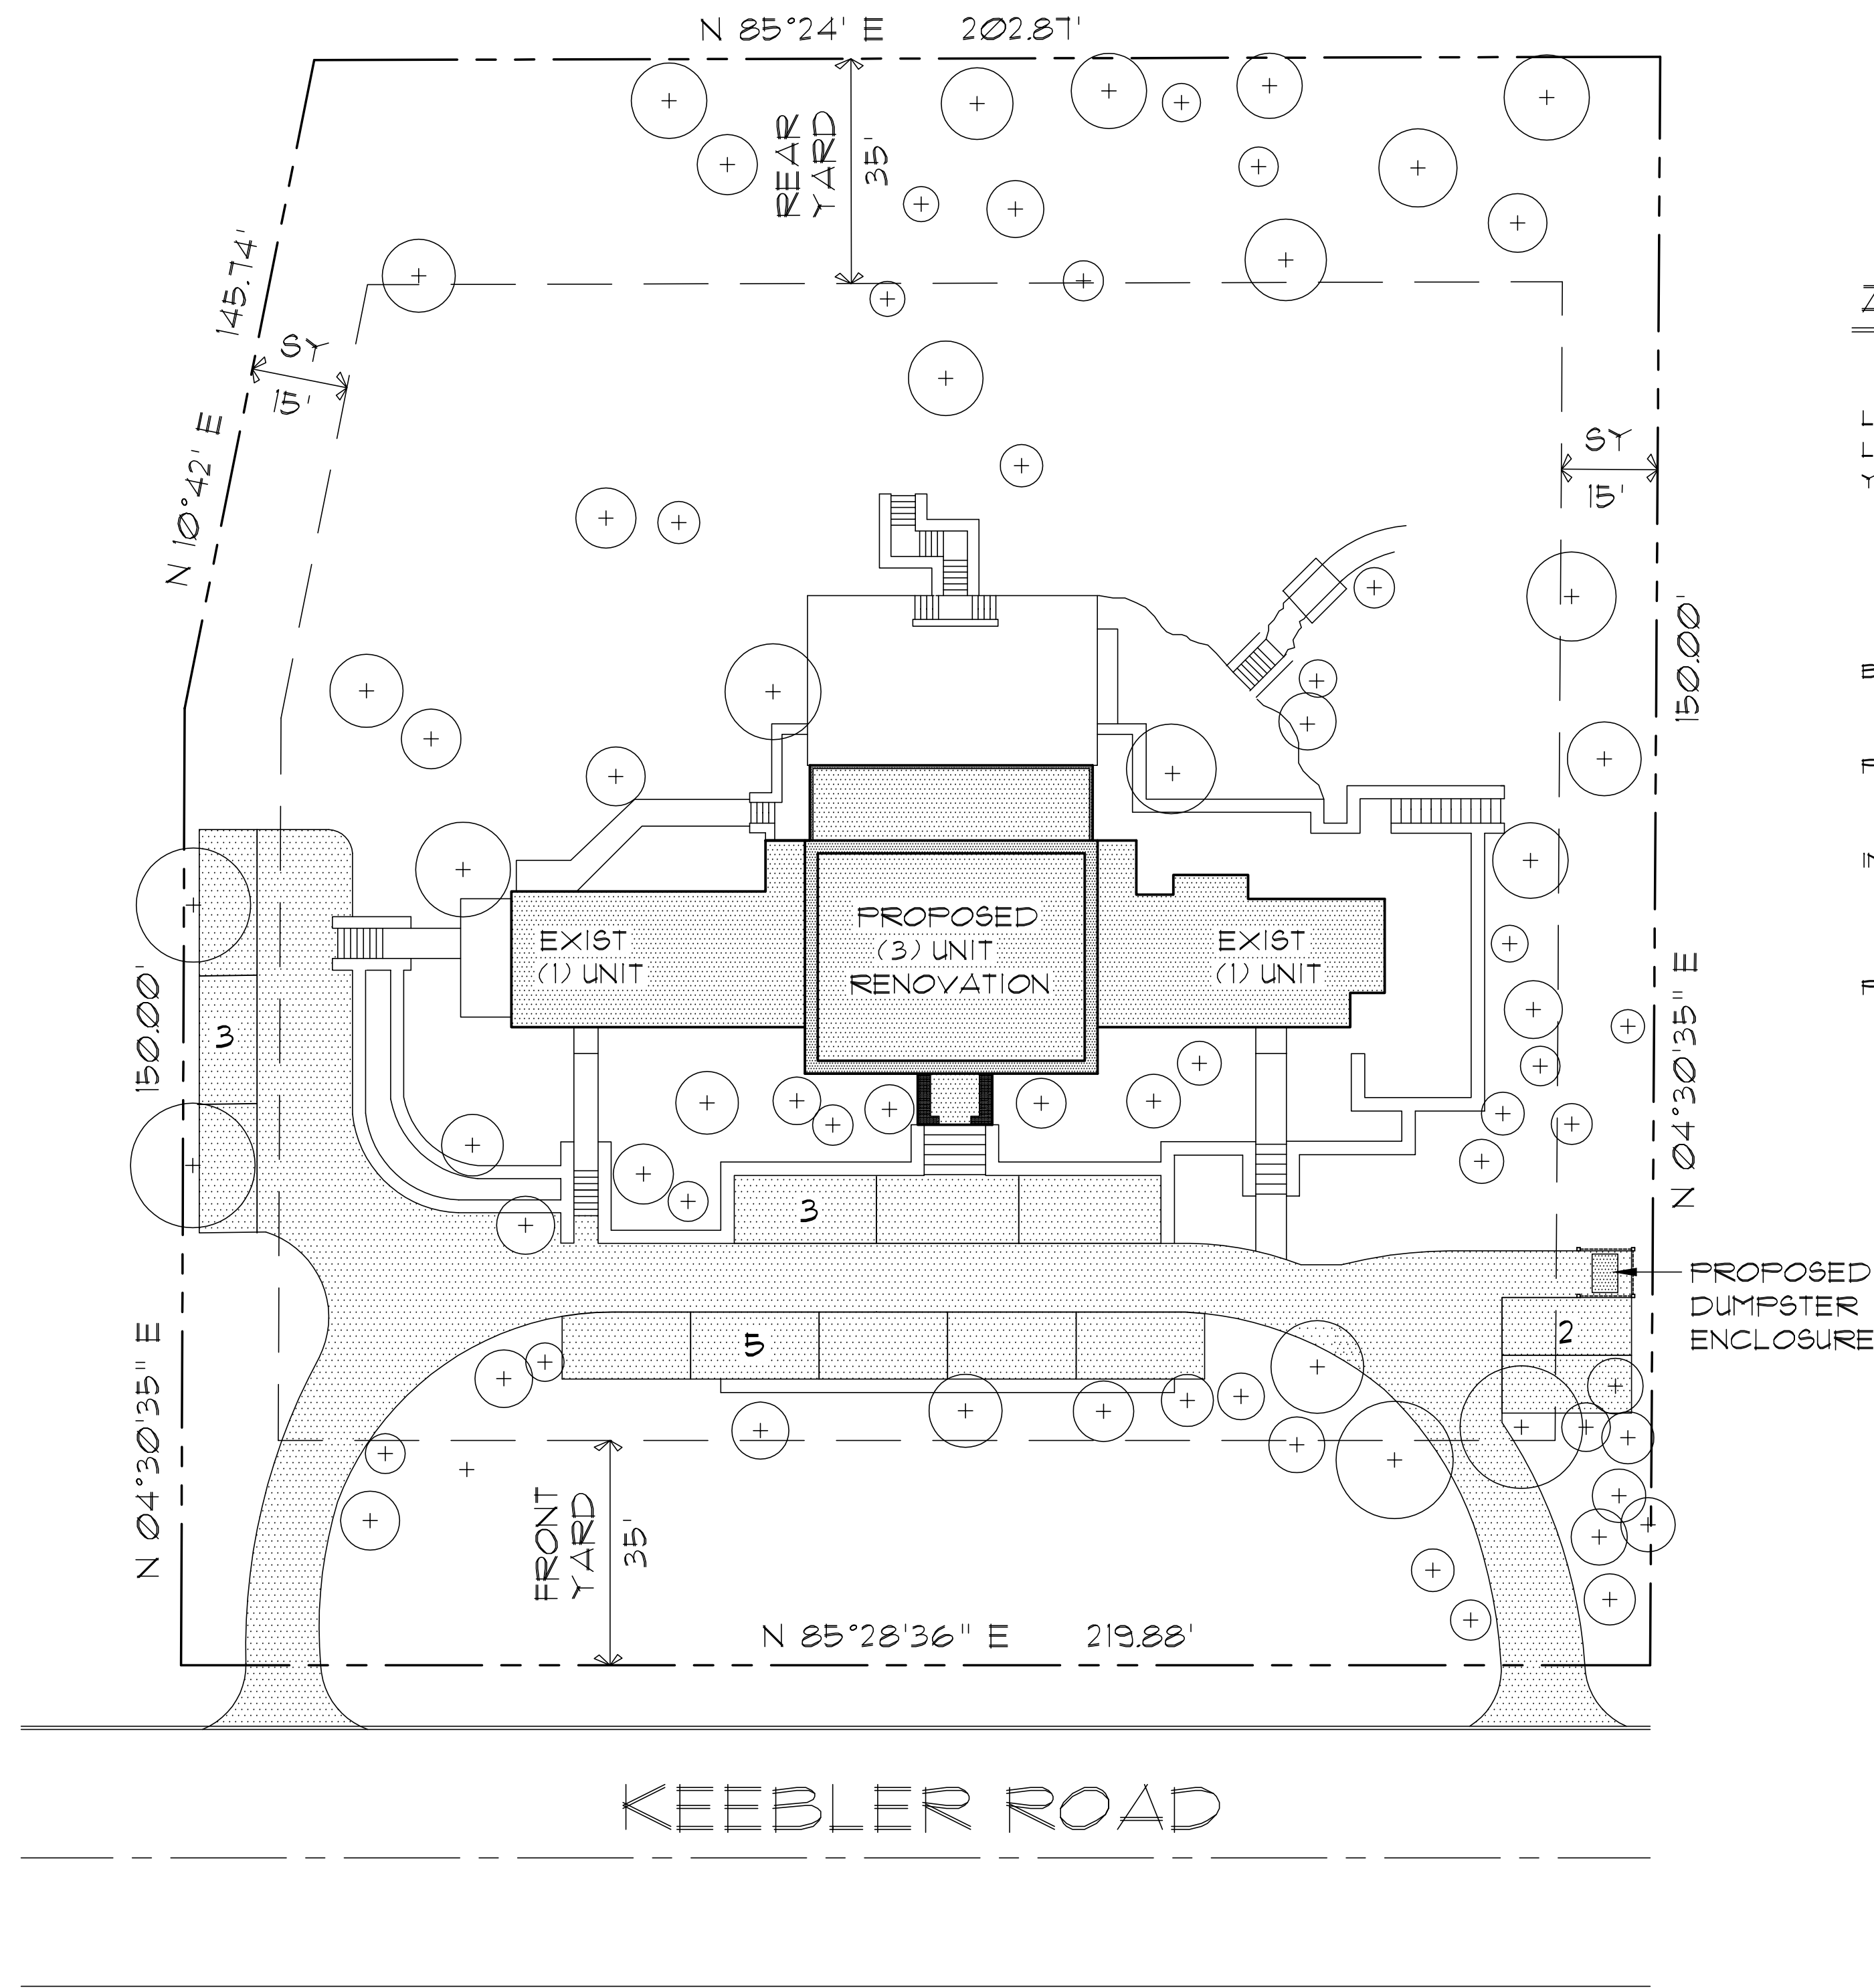 N 85°24' E 202.87'
REAR
YARD
35'
145.74'
SY
15'
N 10°42' E
SY
15'
150.00'
N 04°30'35" E
EXIST
(1) UNIT
PROPOSED
(3) UNIT
RENOVATION
EXIST
(1) UNIT
150.00'
N 04°30'35" E
3
3
5
2
PROPOSED
DUMPSTER
ENCLOSURE
FRONT
YARD
35'
N 85°28'36" E 219.88'
KEEBLER ROAD